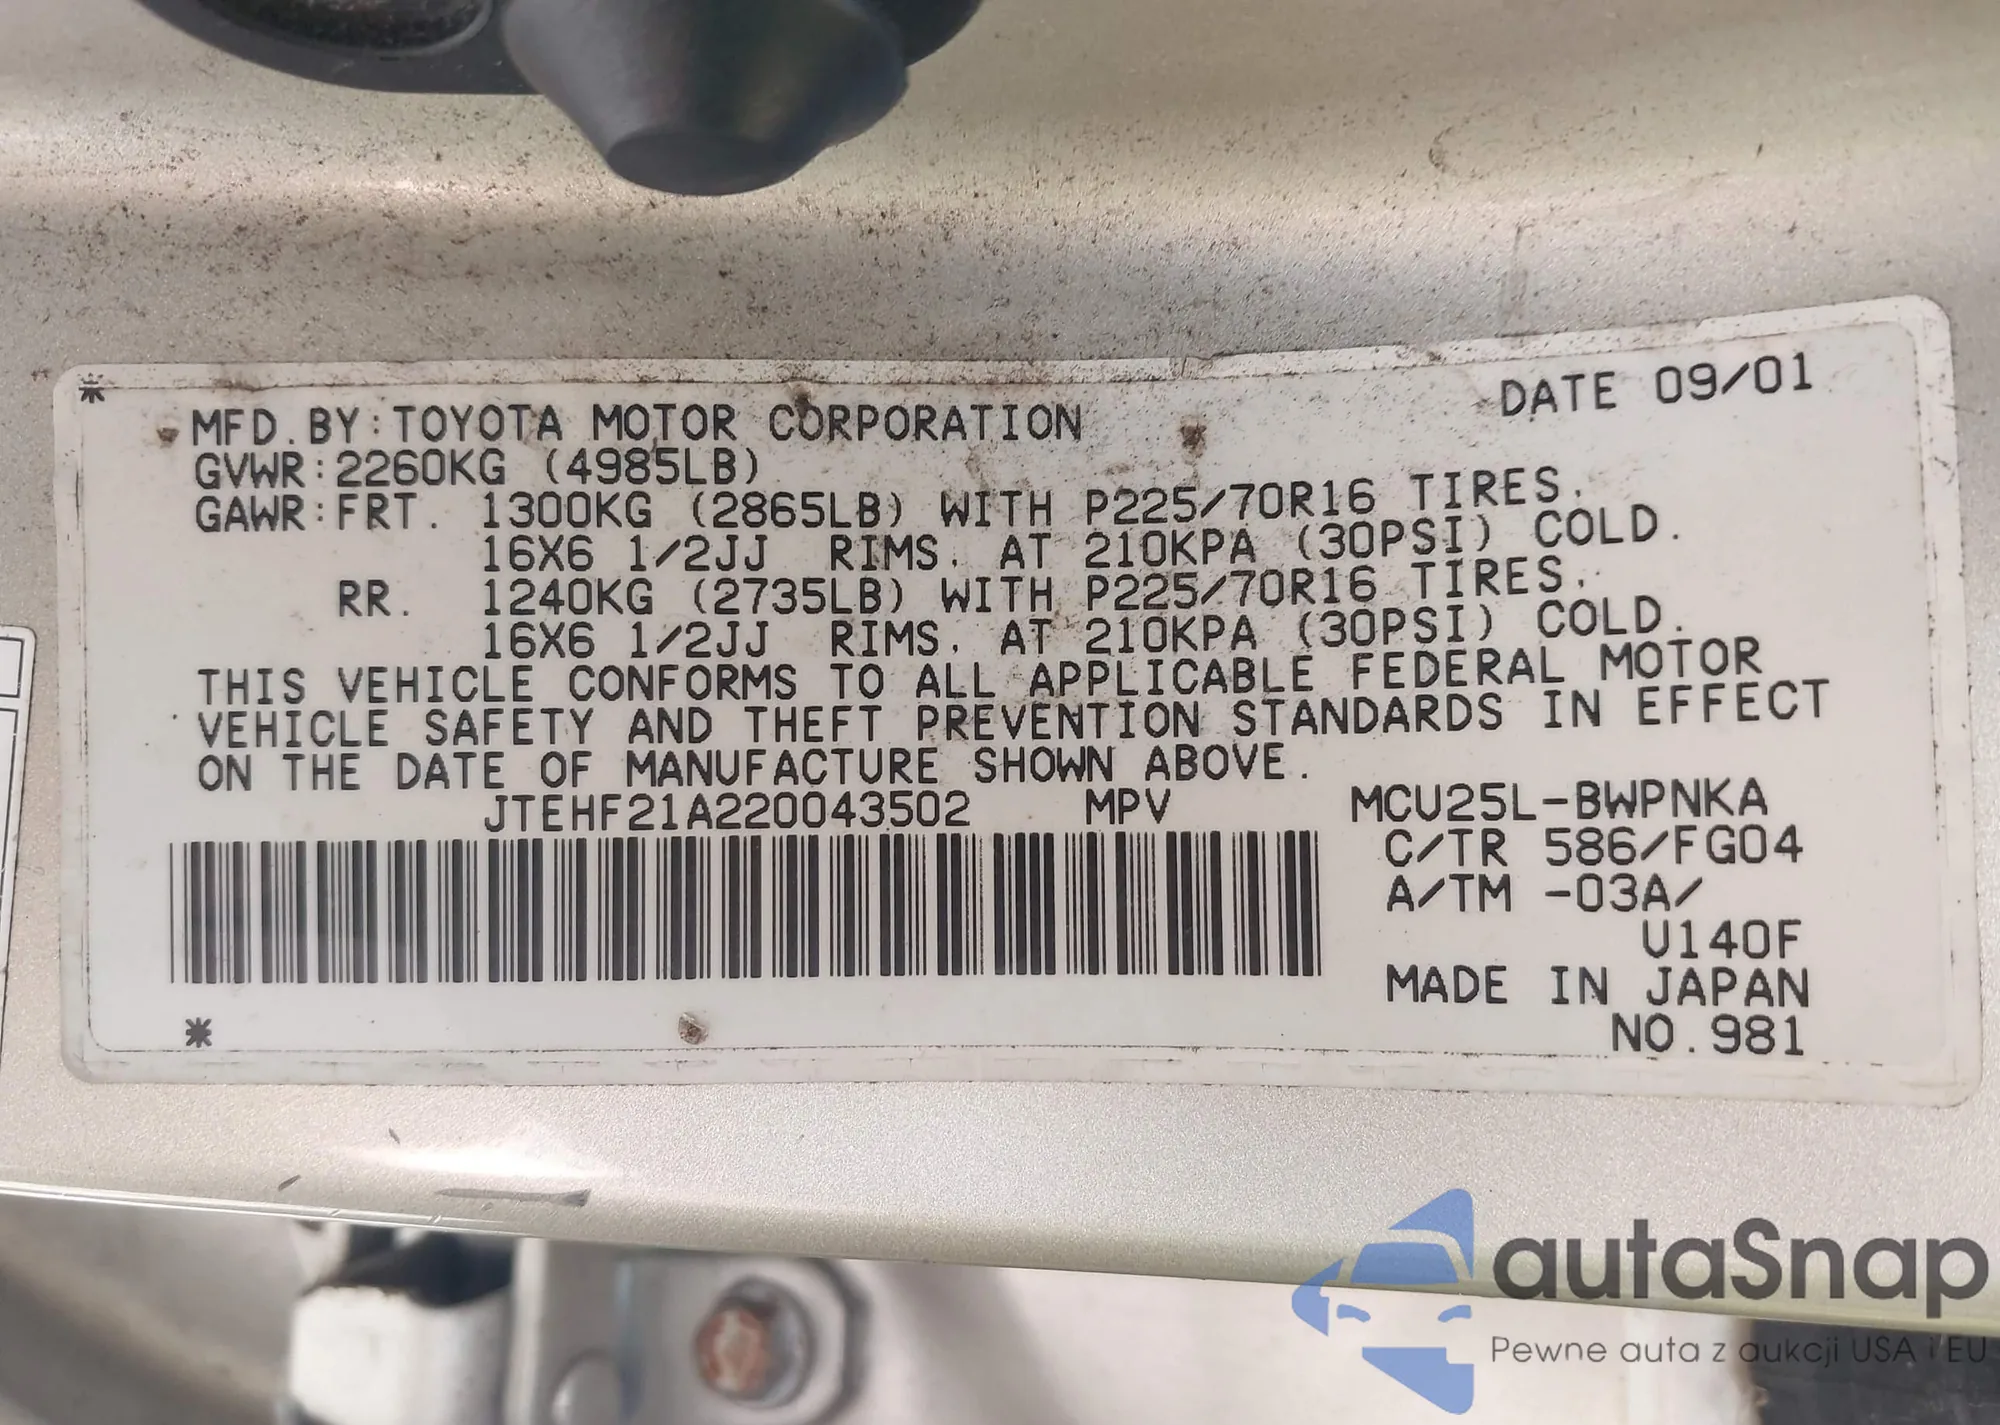 DATE 09/01
MFD.BY:TOYOTA MOTOR CORPORATION
GVWR:2260KG (4985LB)
GAWR:FRT. 1300KG (2865LB) WITH P225/70R16 TIRES.
16X6 1/2JJ RIMS. AT 210KPA (30PSI) COLD.
RR. 1240KG (2735LB) WITH P225/70R16 TIRES.
16X6 1/2JJ RIMS. AT 210KPA (30PSI) COLD.
THIS VEHICLE CONFORMS TO ALL APPLICABLE FEDERAL MOTOR
VEHICLE SAFETY AND THEFT PREVENTION STANDARDS IN EFFECT
ON THE DATE OF MANUFACTURE SHOWN ABOVE.
JTEHF21A220043502 MPV MCU25L-BWPNKA
C/TR 586/FG04
A/TM -03A/
U140F
MADE IN JAPAN
NO.981
autaSnap
Pewne auta z aukcji USA i EU